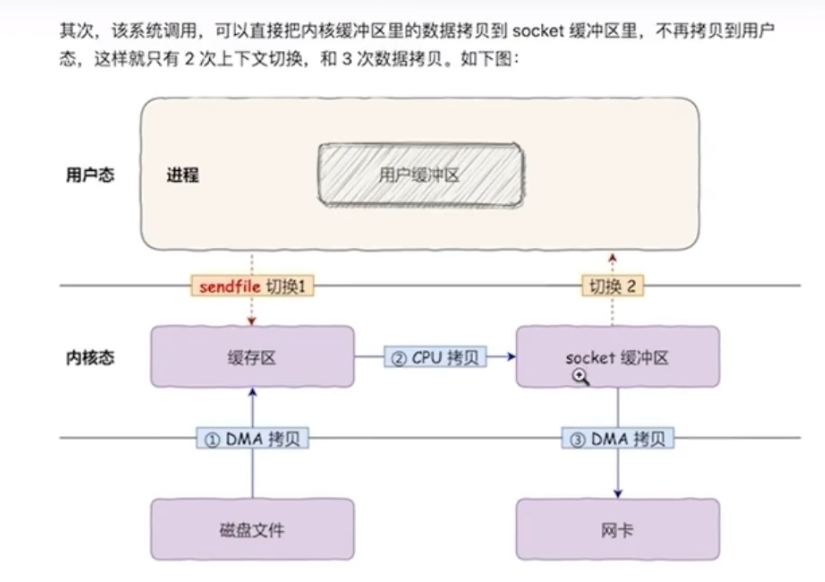 其次，该系统调用，可以直接把内核缓冲区里的数据拷贝到 socket 缓冲区里，不再拷贝到用户
态，这样就只有 2 次上下文切换，和 3 次数据拷贝。如下图：
用户态
进程
用户缓冲区
sendfile 切换1
切换 2
内核态
缓存区
② CPU 拷贝
socket 缓冲区
① DMA 拷贝
③ DMA 拷贝
磁盘文件
网卡